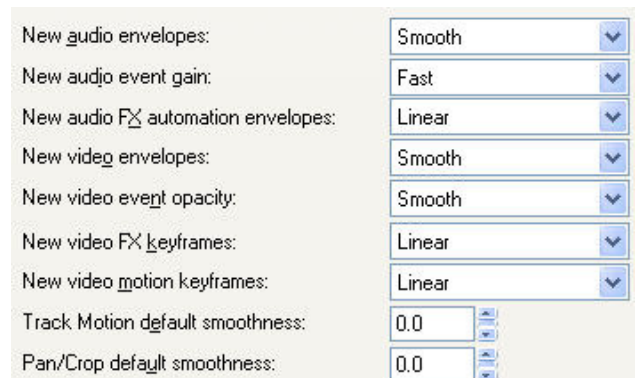 New audio envelopes: Smooth
New audio event gain: Fast
New audio FX automation envelopes: Linear
New video envelopes: Smooth
New video event opacity: Smooth
New video FX keyframes: Linear
New video motion keyframes: Linear
Track Motion default smoothness: 0.0
Pan/Crop default smoothness: 0.0